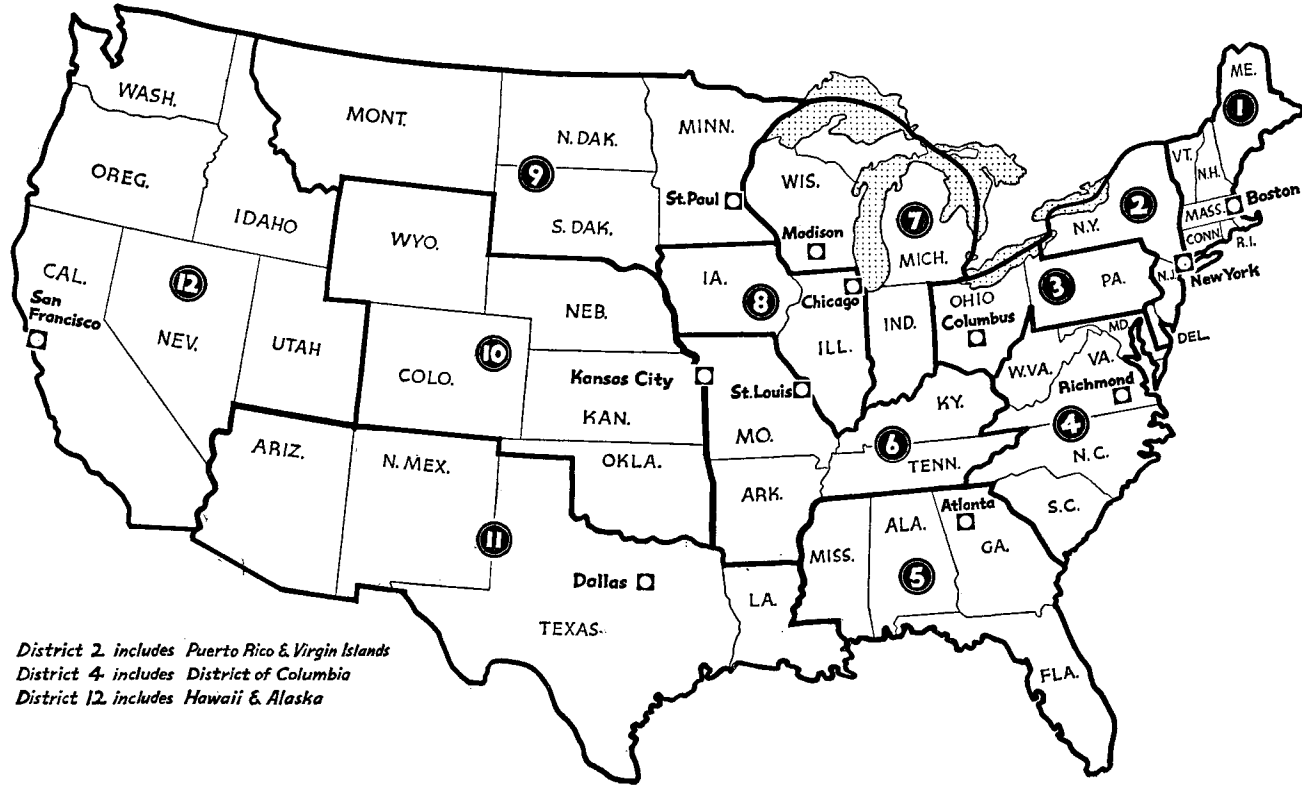 WASH.
MONT.
N. DAK.
MINN.
ME.
1
OREG.
IDAHO
9
S. DAK.
St.Paul
WIS.
7
MICH.
Madison
VT.
N.H.
2
N.Y.
MASS.
Boston
CONN.
R.I.
WYO.
CAL.
San
Francisco
12
NEV.
UTAH
NEB.
IA.
8
Chicago
IND.
OHIO
Columbus
3
PA.
N.J.
New York
MD.
DEL.
10
COLO.
Kansas City
KAN.
St.Louis
ILL.
W.VA.
VA.
Richmond
KY.
4
MO.
6
TENN.
N.C.
ARIZ.
N.MEX.
OKLA.
ARK.
S.C.
Atlanta
ALA.
GA.
MISS.
11
5
Dallas
LA.
TEXAS
FLA.
District 2 includes Puerto Rico & Virgin Islands
District 4 includes District of Columbia
District 12 includes Hawaii & Alaska